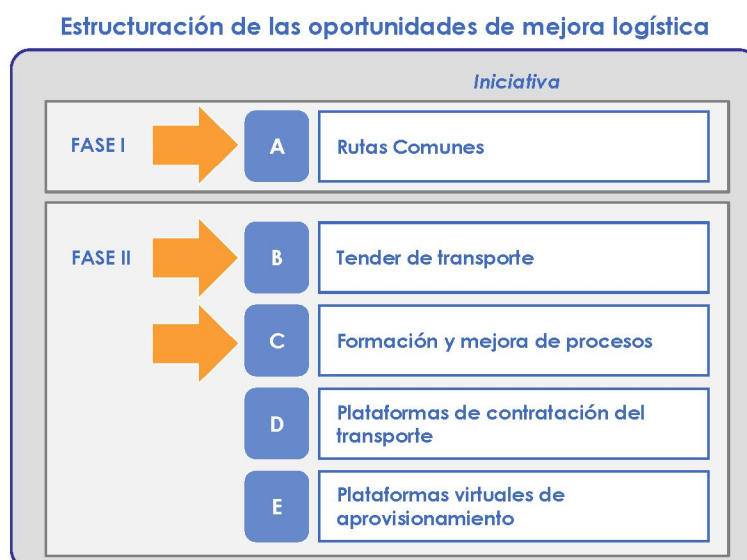 Estructuración de las oportunidades de mejora logística
Iniciativa
FASE I
A
Rutas Comunes
FASE II
B
Tender de transporte
C
Formación y mejora de procesos
D
Plataformas de contratación del
transporte
E
Plataformas virtuales de
aprovisionamiento